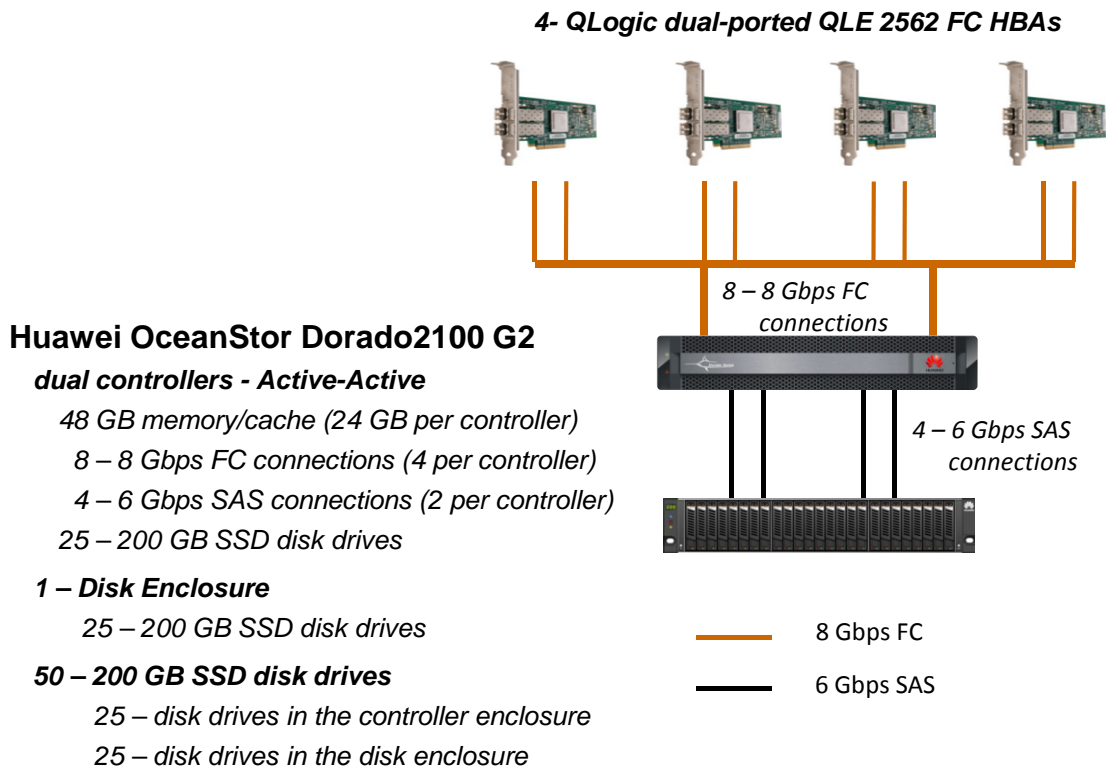 4- QLogic dual-ported QLE 2562 FC HBAs
8 – 8 Gbps FC
connections
Huawei OceanStor Dorado2100 G2
dual controllers - Active-Active
48 GB memory/cache (24 GB per controller)
8 – 8 Gbps FC connections (4 per controller)
4 – 6 Gbps SAS connections (2 per controller)
25 – 200 GB SSD disk drives
4 – 6 Gbps SAS
connections
1 – Disk Enclosure
25 – 200 GB SSD disk drives
50 – 200 GB SSD disk drives
25 – disk drives in the controller enclosure
25 – disk drives in the disk enclosure
8 Gbps FC
6 Gbps SAS